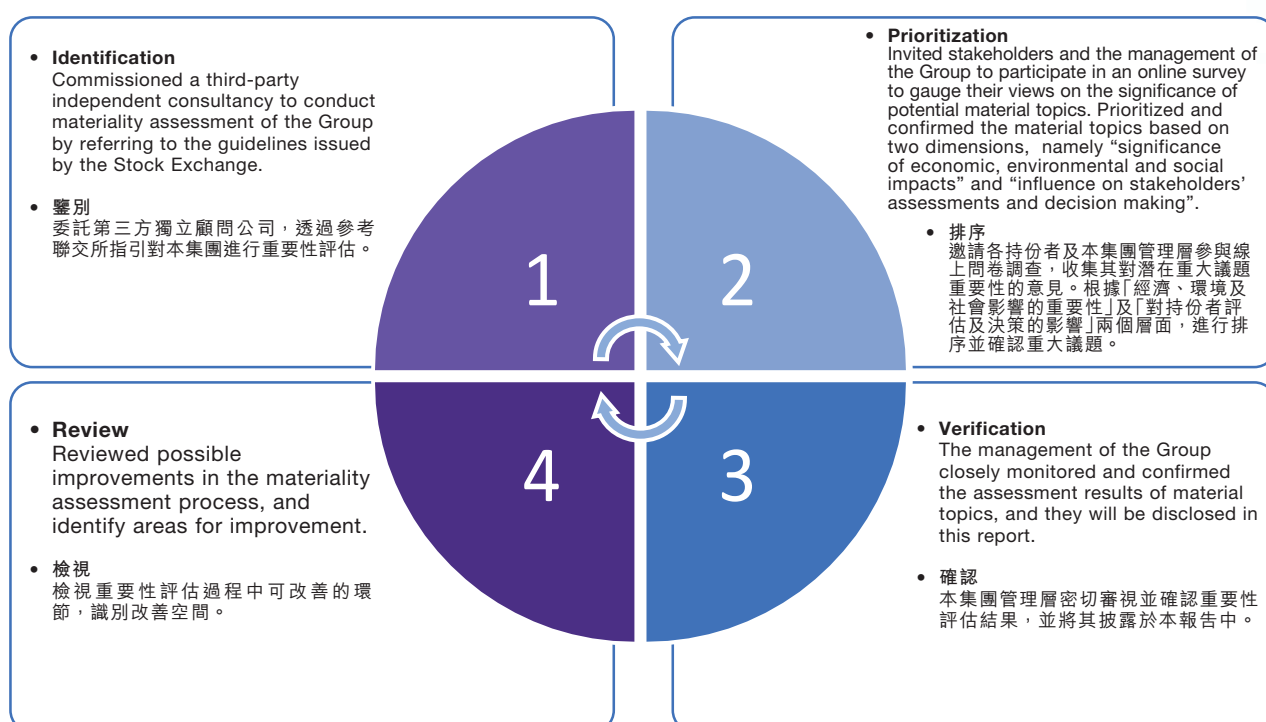 • Identification
Commissioned a third-party
independent consultancy to conduct
materiality assessment of the Group
by referring to the guidelines issued
by the Stock Exchange.
• 鑒別
委託第三方獨立顧問公司，透過參考
聯交所指引對本集團進行重要性評估。
1
• Prioritization
Invited stakeholders and the management of
the Group to participate in an online survey
to gauge their views on the significance of
potential material topics. Prioritized and
confirmed the material topics based on
two dimensions, namely “significance
of economic, environmental and social
impacts” and “influence on stakeholders’
assessments and decision making”.
• 排序
邀請各持份者及本集團管理層參與線
上問卷調查，收集其對潛在重大議題
重要性的意見。根據「經濟、環境及
社會影響的重要性」及「對持份者評
估及決策的影響」兩個層面，進行排
序並確認重大議題。
2
• Verification
The management of the Group
closely monitored and confirmed
the assessment results of material
topics, and they will be disclosed in
this report.
• 確認
本集團管理層密切審視並確認重要性
評估結果，並將其披露於本報告中。
3
• Review
Reviewed possible
improvements in the materiality
assessment process, and
identify areas for improvement.
• 檢視
檢視重要性評估過程中可改善的環
節，識別改善空間。
4